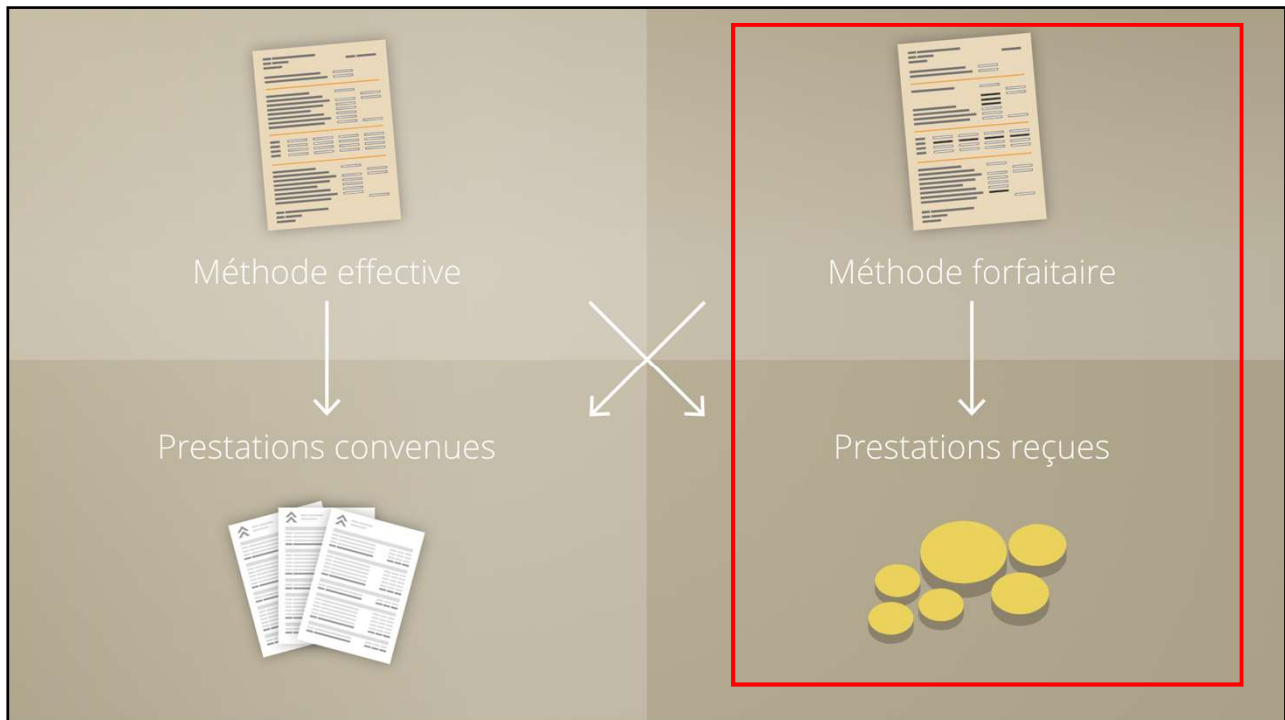 Méthode effective
Méthode forfaitaire
Prestations convenues
Prestations reçues